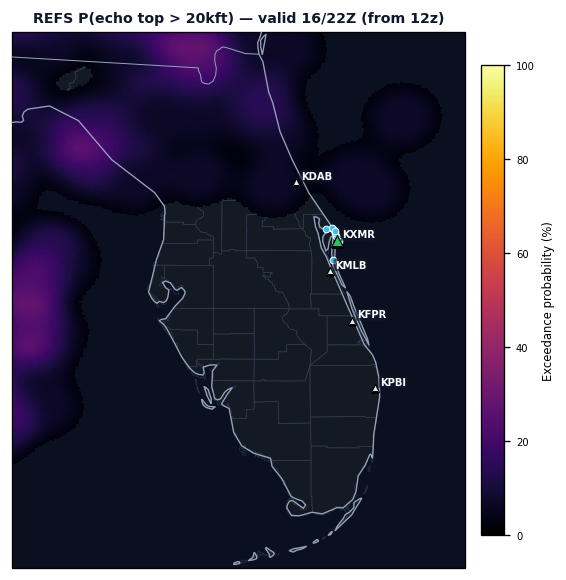 REFS P(echo top > 20kft) — valid 16/22Z (from 12z)
KDAB
KXMR
KMLB
KFPR
KPBI
100
80
60
40
20
0
Exceedance probability (%)